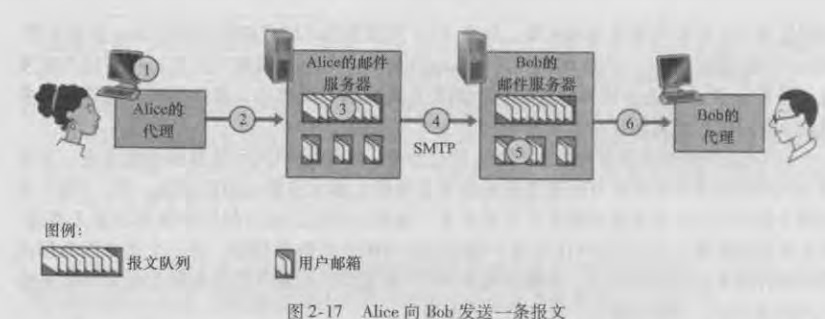 1
Alice的
代理
2
Alice的邮件
服务器
3
4
SMTP
Bob的
邮件服务器
5
6
Bob的
代理
图例：
报文队列
用户邮箱
图2-17 Alice 向 Bob 发送一条报文